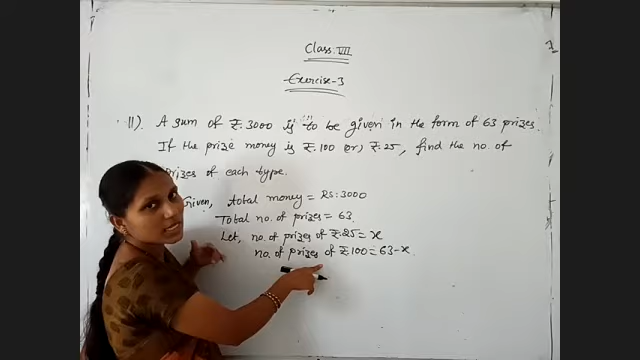 Class: VII
Exercise-3
11). A sum of ₹.3000 is to be given in the form of 63 prizes.
If the prize money is ₹.100 (or) ₹.25, find the no. of
prizes of each type.
Given, total money = Rs: 3000
Total no. of prizes = 63
Let, no. of prizes of ₹.25 = x
no. of prizes of ₹.100 = 63-x.